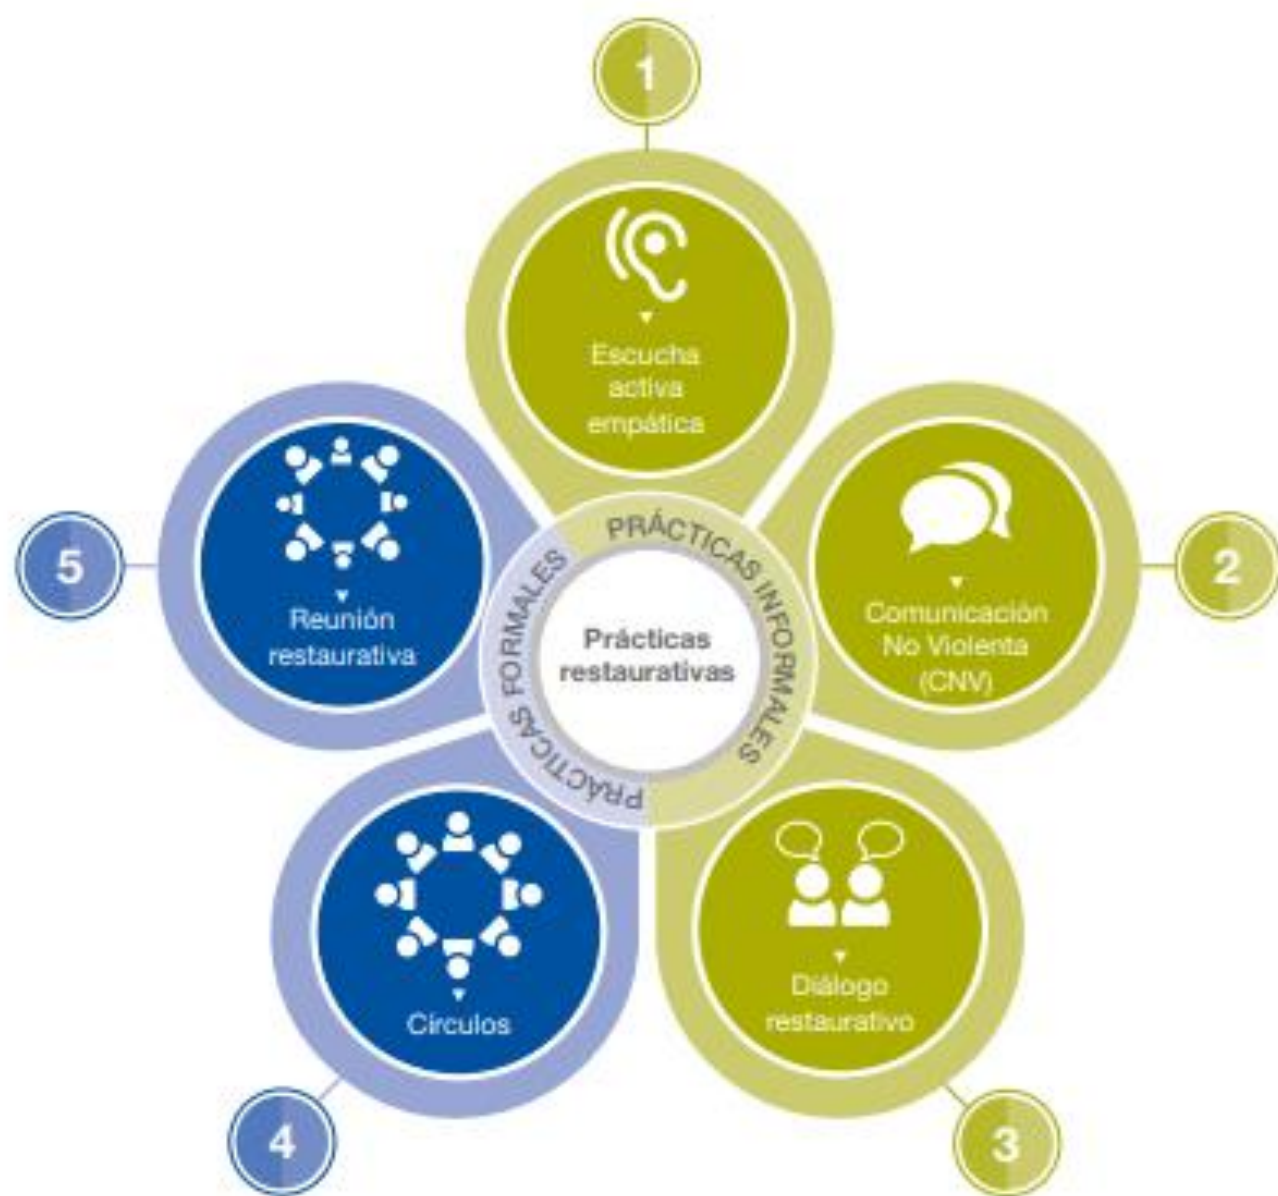 1
Escucha
activa
empática
2
Comunicación
No Violenta
(CNV)
3
Diálogo
restaurativo
4
Círculos
5
Reunión
restaurativa
PRÁCTICAS INFORMALES
PRÁCTICAS FORMALES
Prácticas
restaurativas